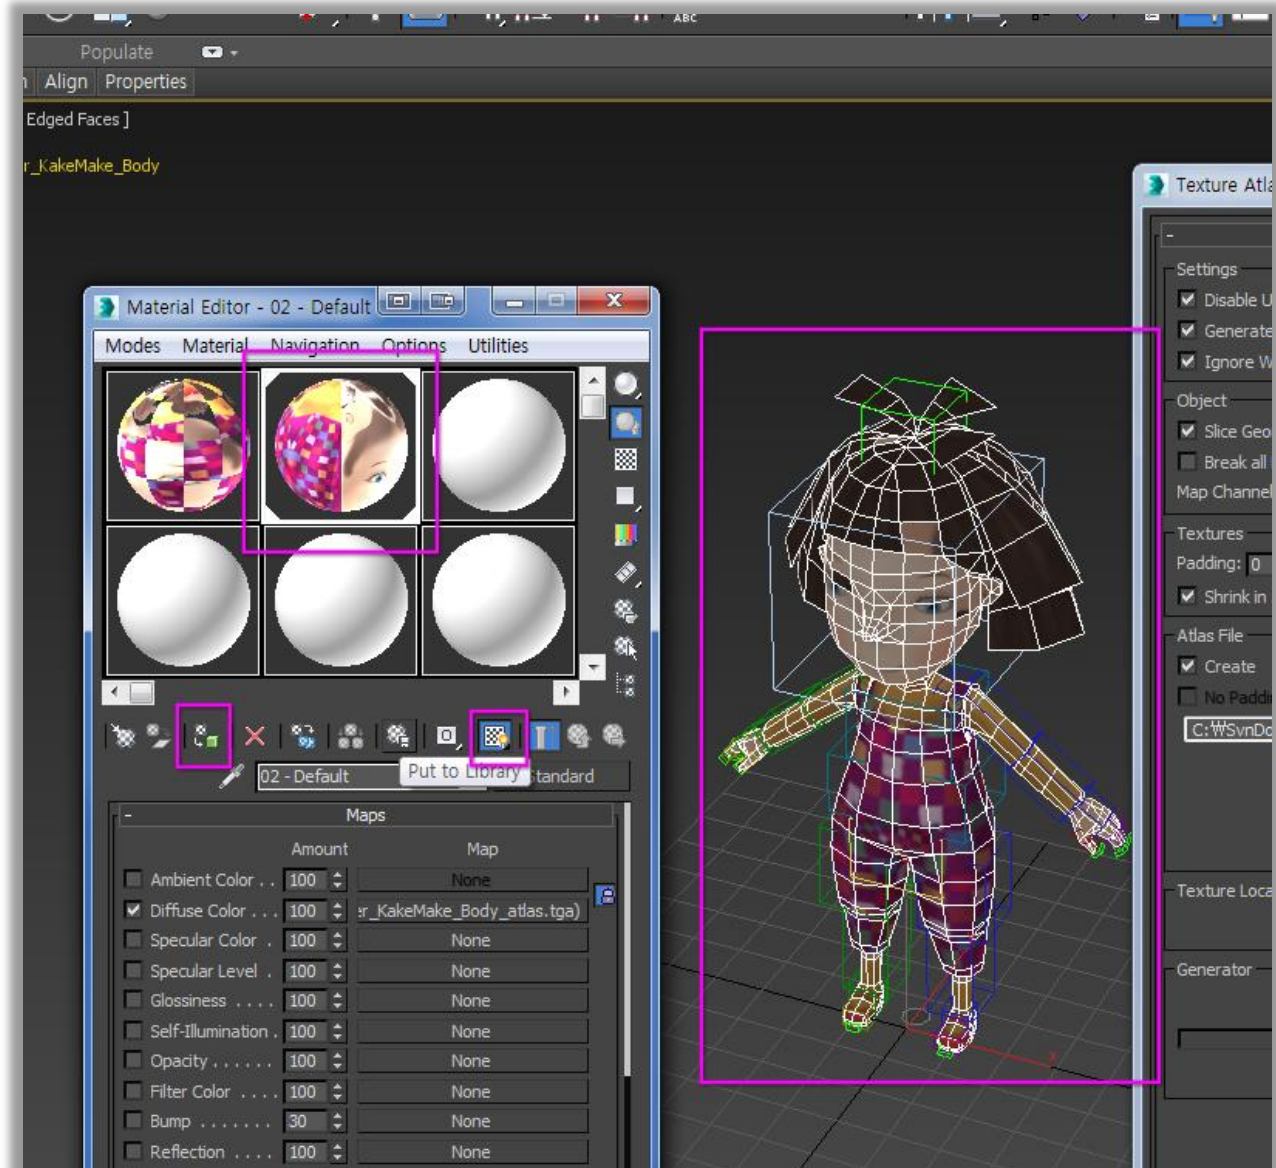 ABC
Populate
Align Properties
Edged Faces ]
r_KakeMake_Body
Texture Atla
Material Editor - 02 - Default
Modes Material Navigation Options Utilities
-
Settings
Disable U
Generate
Ignore W
Object
Slice Geo
Break all
Map Channel
Textures
Padding: 0
Shrink in
Atlas File
Create
No Paddi
C:₩SvnDo
Texture Loca
Generator
02 - Default
Put to Library
Standard
- Maps
Amount Map
Ambient Color . . 100 None
Diffuse Color . . . 100 er_KakeMake_Body_atlas.tga)
Specular Color . 100 None
Specular Level . 100 None
Glossiness . . . . 100 None
Self-Illumination . 100 None
Opacity . . . . . . 100 None
Filter Color . . . . 100 None
Bump . . . . . . . 30 None
Reflection . . . . 100 None
X